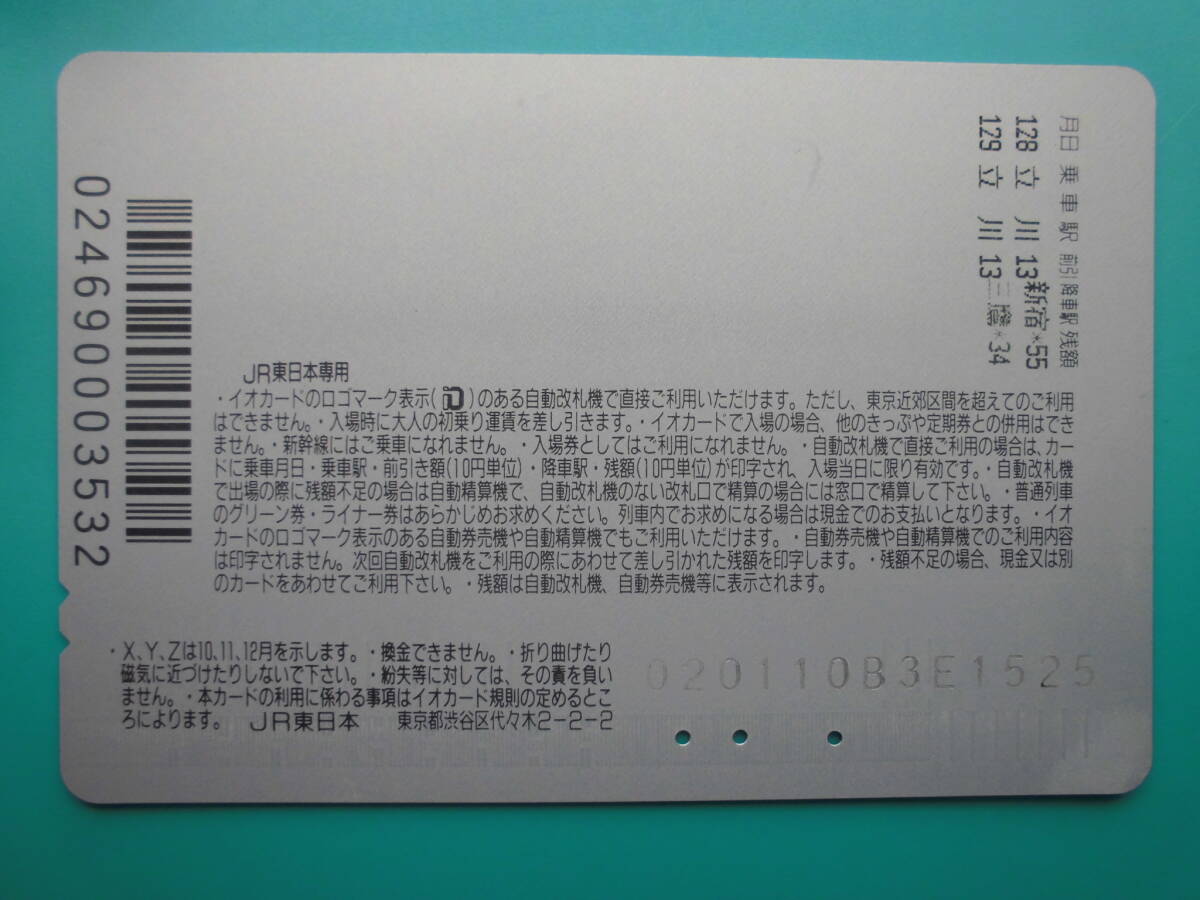 月日 乗車駅 前引 降車駅 残額
128 立川 13 新宿*55
129 立川 13 三鷹*34
0246900003532
JR東日本専用
・イオカードのロゴマーク表示( )のある自動改札機で直接ご利用いただけます。ただし、東京近郊区間を超えてのご利用
はできません。・入場時に大人の初乗り運賃を差し引きます。・イオカードで入場の場合、他のきっぷや定期券との併用はでき
ません。・新幹線にはご乗車になれません。・入場券としてはご利用になれません。・自動改札機で直接ご利用の場合は、カー
ドに乗車月日・乗車駅・前引き額(10円単位)・降車駅・残額(10円単位)が印字され、入場当日に限り有効です。・自動改札機
で出場の際に残額不足の場合は自動精算機で、自動改札機のない改札口で精算の場合には窓口で精算して下さい。・普通列車
のグリーン券・ライナー券はあらかじめお求めください。列車内でお求めになる場合は現金でのお支払いとなります。・イオ
カードのロゴマーク表示のある自動券売機や自動精算機でもご利用いただけます。・自動券売機や自動精算機でのご利用内容
は印字されません。次回自動改札機をご利用の際にあわせて差し引かれた残額を印字します。・残額不足の場合、現金又は別
のカードをあわせてご利用下さい。・残額は自動改札機、自動券売機等に表示されます。
・X、Y、Zは10、11、12月を示します。・換金できません。・折り曲げたり
磁気に近づけたりしないで下さい。・紛失等に対しては、その責を負い
ません。・本カードの利用に係わる事項はイオカード規則の定めるとこ
ろによります。 JR東日本 東京都渋谷区代々木2-2-2
020110B3E1525